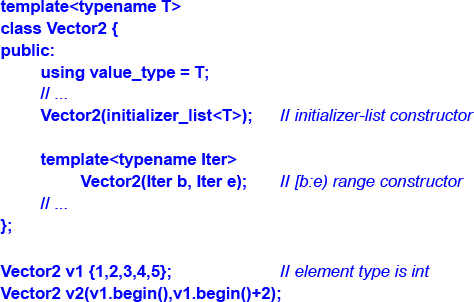 template<typename T>
class Vector2 {
public:
using value_type = T;
// ...
Vector2(initializer_list<T>); // initializer-list constructor
template<typename Iter>
Vector2(Iter b, Iter e); // [b:e) range constructor
// ...
};
Vector2 v1 {1,2,3,4,5}; // element type is int
Vector2 v2(v1.begin(),v1.begin()+2);